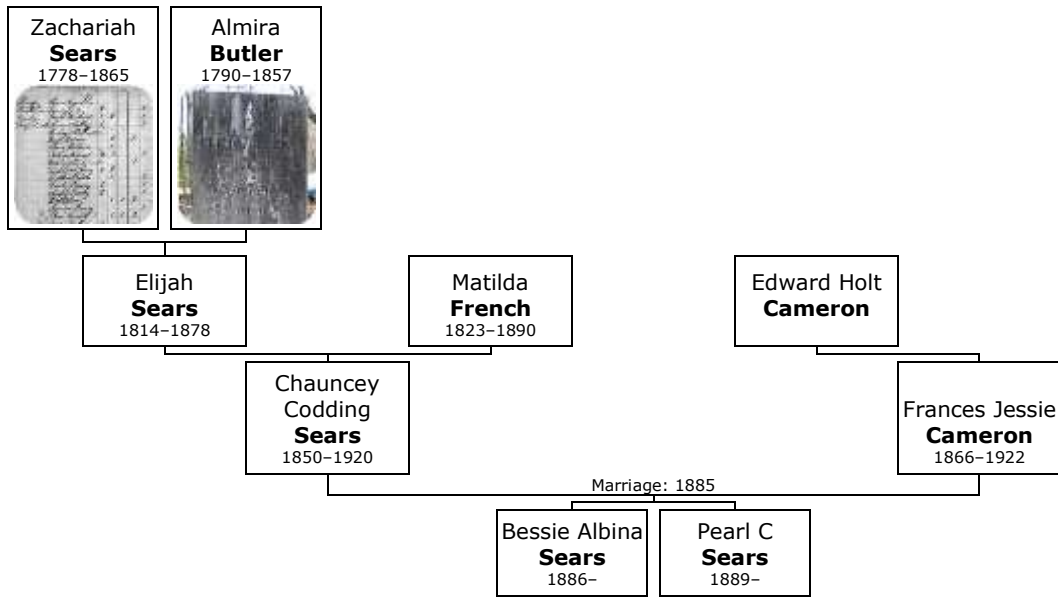 Zachariah
Sears
1778–1865
Almira
Butler
1790–1857
Elijah
Sears
1814–1878
Matilda
French
1823–1890
Edward Holt
Cameron
Chauncey
Codding
Sears
1850–1920
Frances Jessie
Cameron
1866–1922
Marriage: 1885
Bessie Albina
Sears
1886–
Pearl C
Sears
1889–